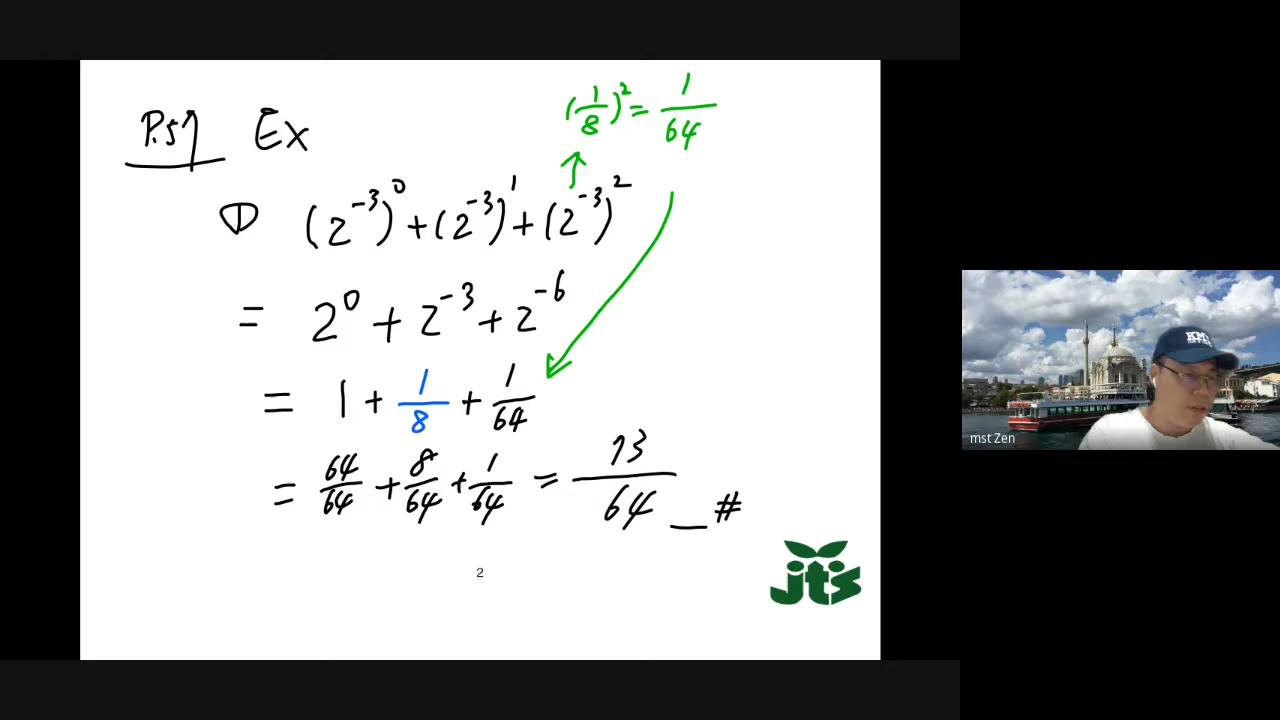 P.57 Ex
(1/8)² = 1/64
① (2⁻³)⁰ + (2⁻³)¹ + (2⁻³)²
= 2⁰ + 2⁻³ + 2⁻⁶
= 1 + 1/8 + 1/64
= 64/64 + 8/64 + 1/64 = 73/64 #
2
jts
mst Zen
KM